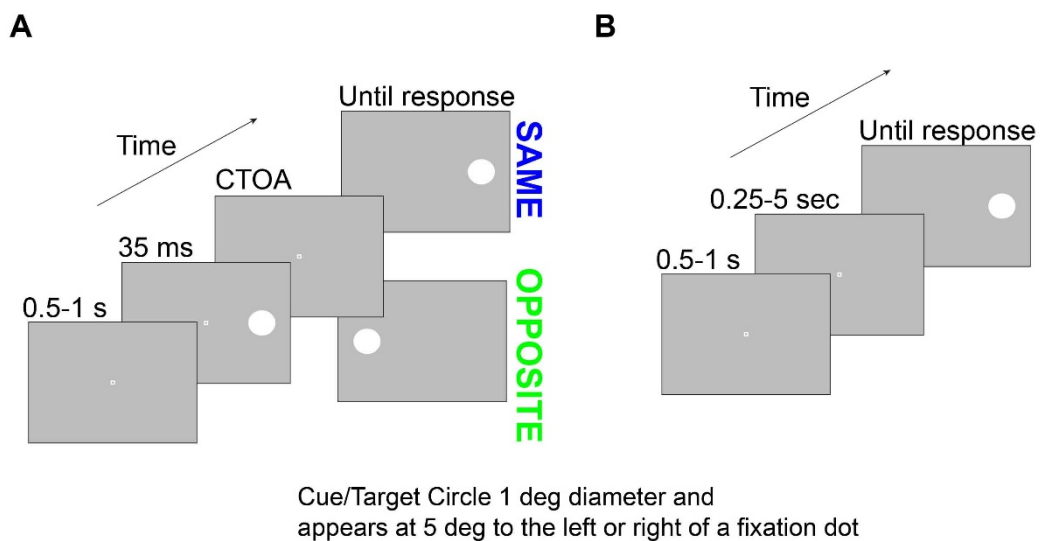 A
Time
0.5-1 s
35 ms
CTOA
Until response
SAME
OPPOSITE
B
Time
0.5-1 s
0.25-5 sec
Until response
Cue/Target Circle 1 deg diameter and
appears at 5 deg to the left or right of a fixation dot